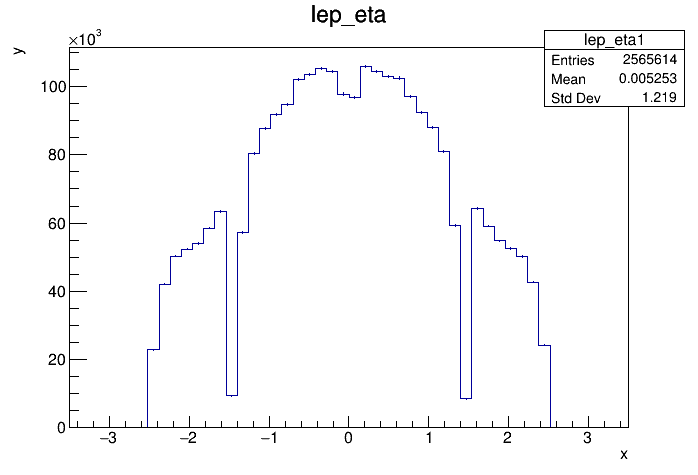 lep_eta
×10³
y
lep_eta1
Entries 2565614
Mean 0.005253
Std Dev 1.219
100
80
60
40
20
0
−3 −2 −1 0 1 2 3
x